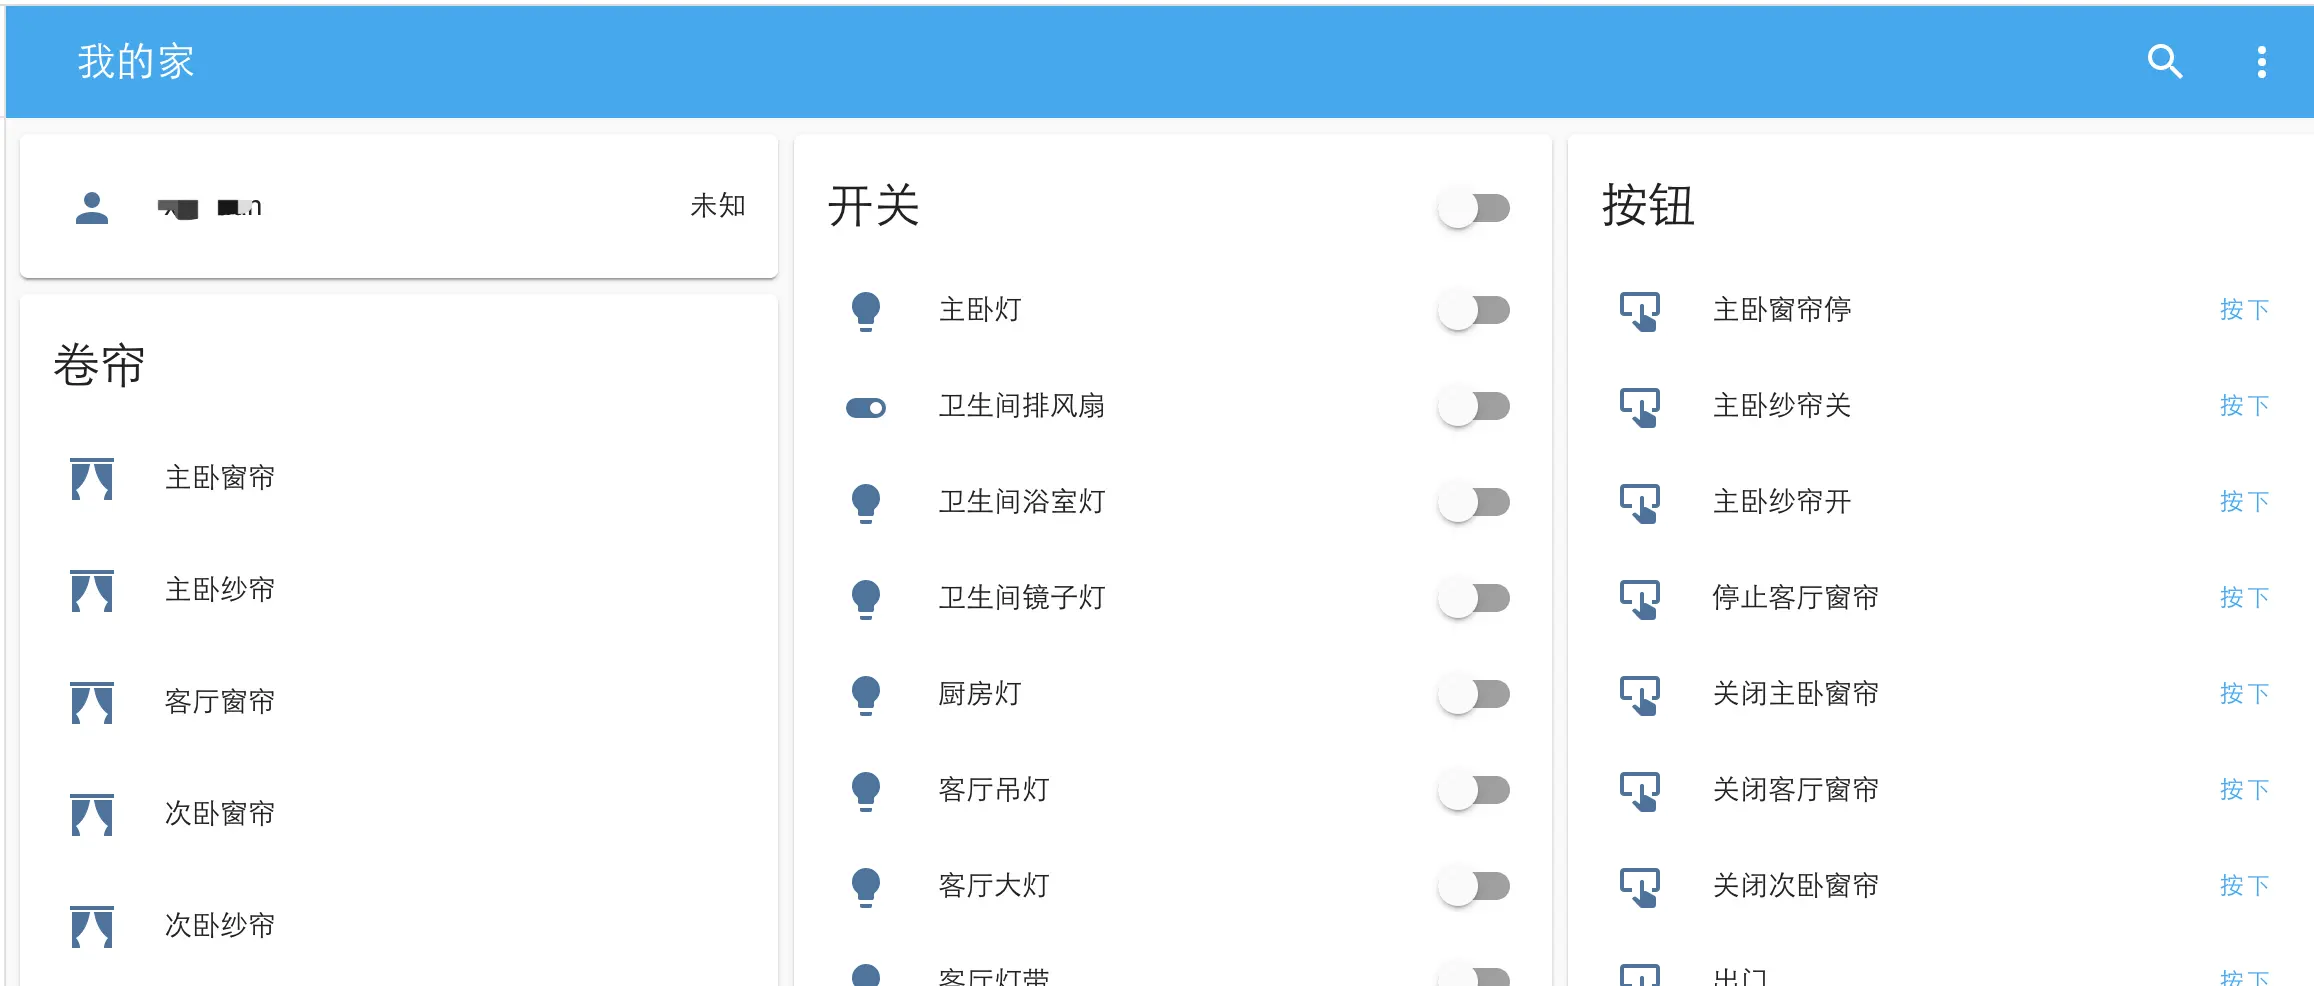 我的家
未知
卷帘
主卧窗帘
主卧纱帘
客厅窗帘
次卧窗帘
次卧纱帘
开关
主卧灯
卫生间排风扇
卫生间浴室灯
卫生间镜子灯
厨房灯
客厅吊灯
客厅大灯
客厅灯带
按钮
主卧窗帘停 按下
主卧纱帘关 按下
主卧纱帘开 按下
停止客厅窗帘 按下
关闭主卧窗帘 按下
关闭客厅窗帘 按下
关闭次卧窗帘 按下
出门 按下